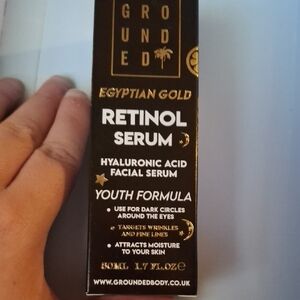 GRO
UND
ED
EGYPTIAN GOLD
RETINOL
SERUM
HYALURONIC ACID
FACIAL SERUM
YOUTH FORMULA
• USE FOR DARK CIRCLES
AROUND THE EYES
• TARGETS WRINKLES
AND FINE LINES
• ATTRACTS MOISTURE
TO YOUR SKIN
50ML 1.7 FL.OZ℮
WWW.GROUNDEDBODY.CO.UK